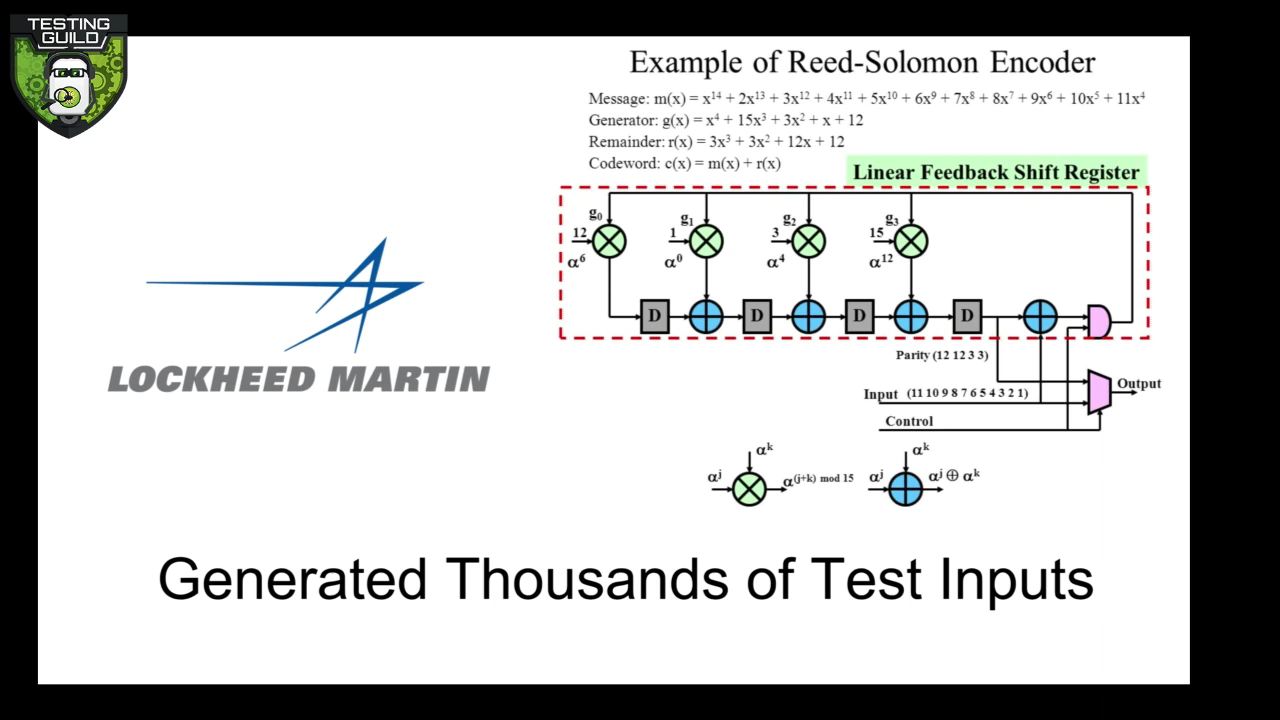 TESTING
GUILD
Example of Reed-Solomon Encoder
Message: m(x) = x¹⁴ + 2x¹³ + 3x¹² + 4x¹¹ + 5x¹⁰ + 6x⁹ + 7x⁸ + 8x⁷ + 9x⁶ + 10x⁵ + 11x⁴
Generator: g(x) = x⁴ + 15x³ + 3x² + x + 12
Remainder: r(x) = 3x³ + 3x² + 12x + 12
Codeword: c(x) = m(x) + r(x)
Linear Feedback Shift Register
g₀ g₁ g₂ g₃
12 1 3 15
α⁶ α⁰ α⁴ α¹²
D D D D
Parity (12 12 3 3)
Input (11 10 9 8 7 6 5 4 3 2 1)
Output
Control
αᵏ αᵏ
αʲ α⁽ʲ⁺ᵏ⁾ ᵐᵒᵈ ¹⁵ αʲ αʲ ⊕ αᵏ
LOCKHEED MARTIN
Generated Thousands of Test Inputs